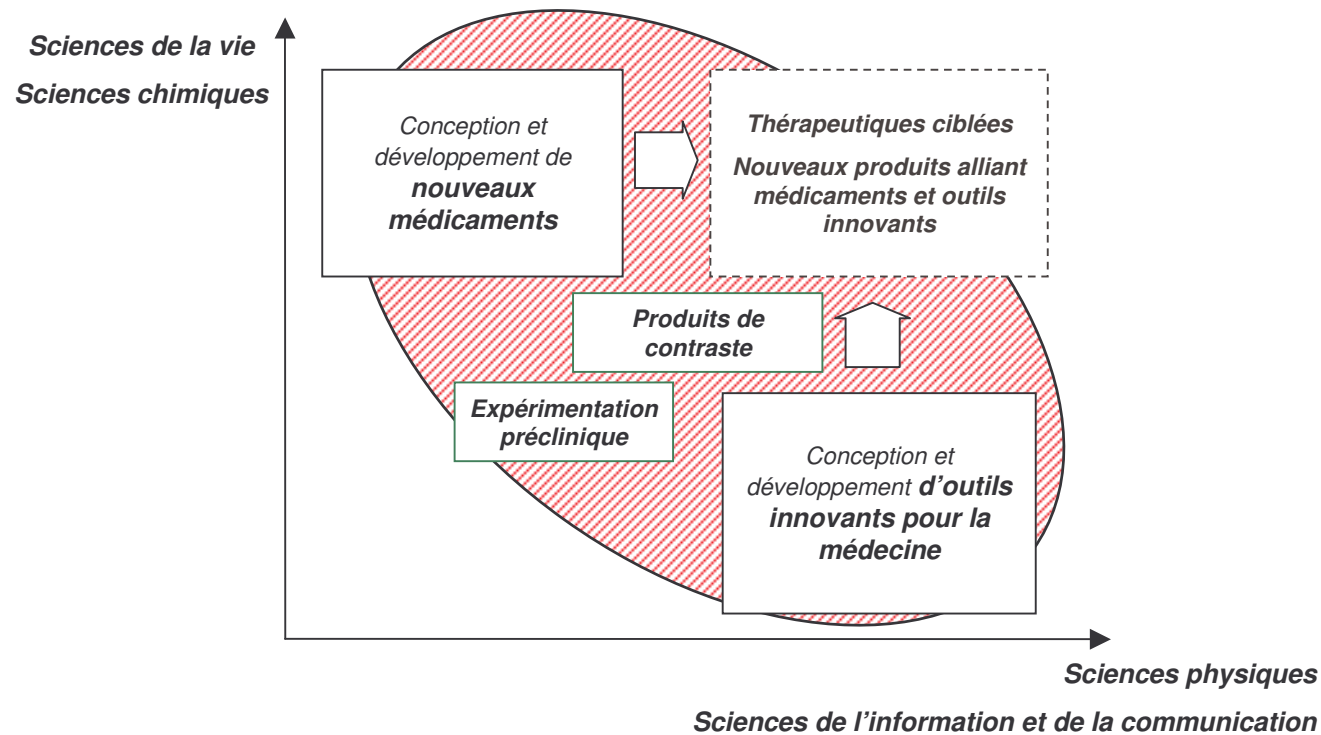 Sciences de la vie
Sciences chimiques
Conception et
développement de
nouveaux
médicaments
Thérapeutiques ciblées
Nouveaux produits alliant
médicaments et outils
innovants
Produits de
contraste
Expérimentation
préclinique
Conception et
développement d'outils
innovants pour la
médecine
Sciences physiques
Sciences de l'information et de la communication